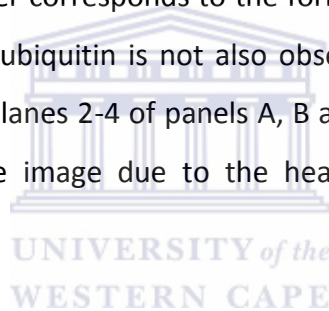 er corresponds to the for
ubiquitin is not also obse
lanes 2-4 of panels A, B a
e image due to the hea
UNIVERSITY of the
WESTERN CAPE